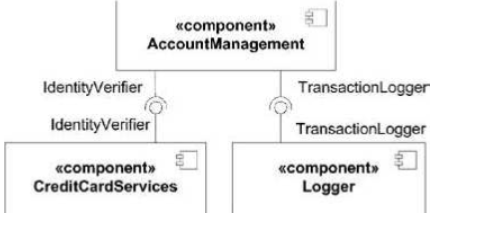 «component»
AccountManagement
IdentityVerifier
TransactionLogger
IdentityVerifier
TransactionLogger
«component»
CreditCardServices
«component»
Logger